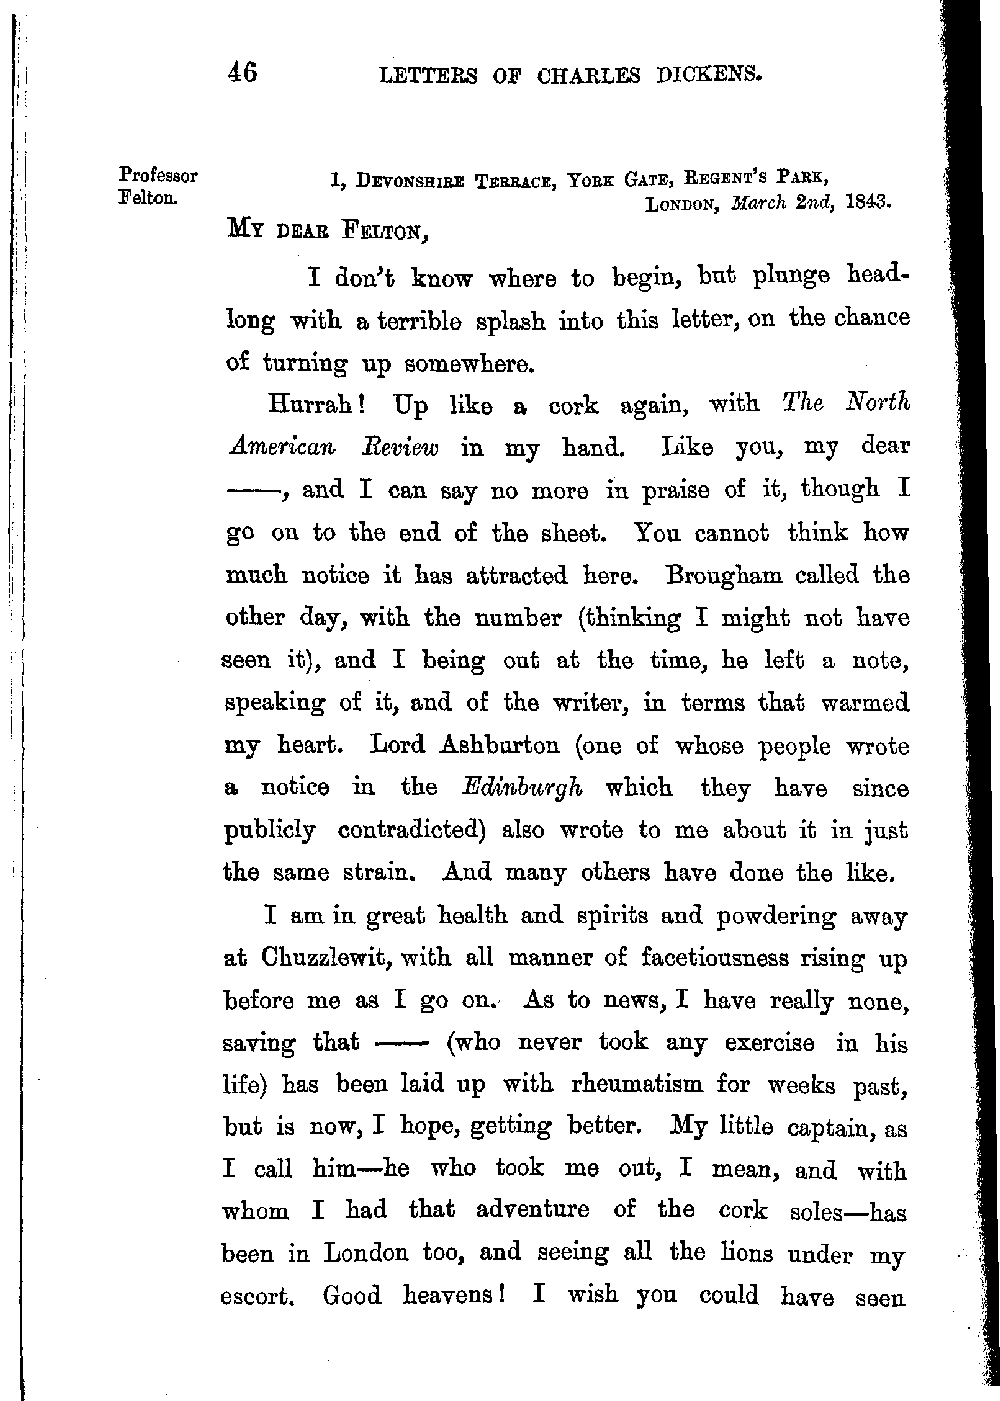 46 LETTERS OF CHARLES DICKENS.
Professor
Felton.
1, DEVONSHIRE TERRACE, YORK GATE, REGENT'S PARK,
LONDON, March 2nd, 1843.
MY DEAR FELTON,
I don't know where to begin, but plunge head-
long with a terrible splash into this letter, on the chance
of turning up somewhere.
Hurrah! Up like a cork again, with The North
American Review in my hand. Like you, my dear
——, and I can say no more in praise of it, though I
go on to the end of the sheet. You cannot think how
much notice it has attracted here. Brougham called the
other day, with the number (thinking I might not have
seen it), and I being out at the time, he left a note,
speaking of it, and of the writer, in terms that warmed
my heart. Lord Ashburton (one of whose people wrote
a notice in the Edinburgh which they have since
publicly contradicted) also wrote to me about it in just
the same strain. And many others have done the like.
I am in great health and spirits and powdering away
at Chuzzlewit, with all manner of facetiousness rising up
before me as I go on. As to news, I have really none,
saving that —— (who never took any exercise in his
life) has been laid up with rheumatism for weeks past,
but is now, I hope, getting better. My little captain, as
I call him—he who took me out, I mean, and with
whom I had that adventure of the cork soles—has
been in London too, and seeing all the lions under my
escort. Good heavens! I wish you could have seen